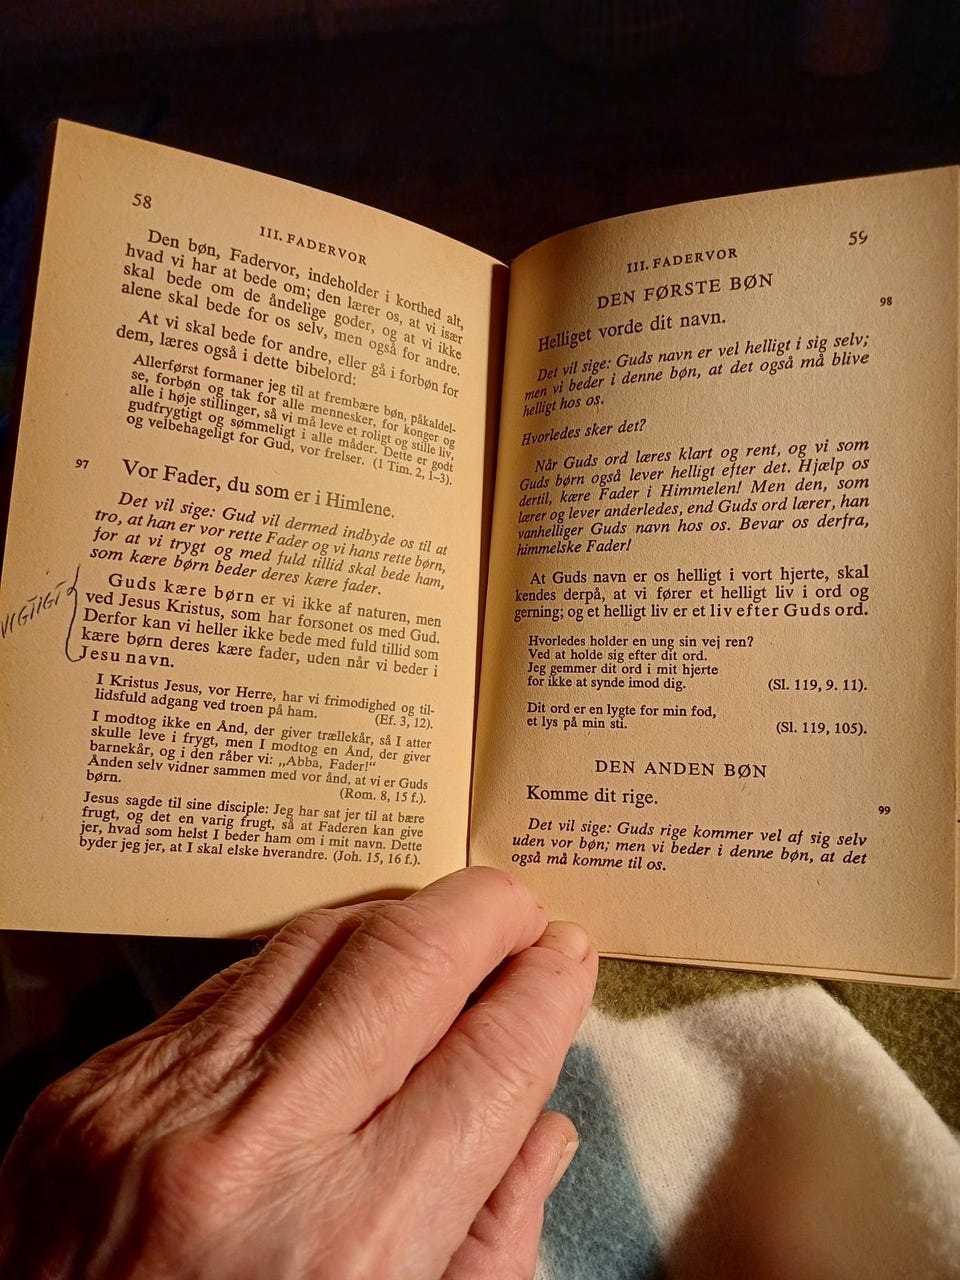 58
III. FADERVOR
Den bøn, Fadervor, indeholder i korthed alt,
hvad vi har at bede om; den lærer os, at vi især
skal bede om de åndelige goder, og at vi ikke
alene skal bede for os selv, men også for andre.
At vi skal bede for andre, eller gå i forbøn for
dem, læres også i dette bibelord:
Allerførst formaner jeg til at frembære bøn, påkaldel-
se, forbøn og tak for alle mennesker, for konger og
alle i høje stillinger, så vi må leve et roligt og stille liv,
gudfrygtigt og sømmeligt i alle måder. Dette er godt
og velbehageligt for Gud, vor frelser. (1 Tim. 2, 1–3).
97
Vor Fader, du som er i Himlene.
Det vil sige: Gud vil dermed indbyde os til at
tro, at han er vor rette Fader og vi hans rette børn,
for at vi trygt og med fuld tillid skal bede ham,
som kære børn beder deres kære fader.
VIGTIGT
Guds kære børn er vi ikke af naturen, men
ved Jesus Kristus, som har forsonet os med Gud.
Derfor kan vi heller ikke bede med fuld tillid som
kære børn deres kære fader, uden når vi beder i
Jesu navn.
I Kristus Jesus, vor Herre, har vi frimodighed og til-
lidsfuld adgang ved troen på ham. (Ef. 3, 12).
I modtog ikke en Ånd, der giver trællekår, så I atter
skulle leve i frygt, men I modtog en Ånd, der giver
barnekår, og i den råber vi: „Abba, Fader!“
Ånden selv vidner sammen med vor ånd, at vi er Guds
børn. (Rom. 8, 15 f.).
Jesus sagde til sine disciple: Jeg har sat jer til at bære
frugt, og det en varig frugt, så at Faderen kan give
jer, hvad som helst I beder ham om i mit navn. Dette
byder jeg jer, at I skal elske hverandre. (Joh. 15, 16 f.).
59
III. FADERVOR
DEN FØRSTE BØN
98
Helliget vorde dit navn.
Det vil sige: Guds navn er vel helligt i sig selv;
men vi beder i denne bøn, at det også må blive
helligt hos os.
Hvorledes sker det?
Når Guds ord læres klart og rent, og vi som
Guds børn også lever helligt efter det. Hjælp os
dertil, kære Fader i Himmelen! Men den, som
lærer og lever anderledes, end Guds ord lærer, han
vanhelliger Guds navn hos os. Bevar os derfra,
himmelske Fader!
At Guds navn er os helligt i vort hjerte, skal
kendes derpå, at vi fører et helligt liv i ord og
gerning; og et helligt liv er et liv efter Guds ord.
Hvorledes holder en ung sin vej ren?
Ved at holde sig efter dit ord.
Jeg gemmer dit ord i mit hjerte
for ikke at synde imod dig. (Sl. 119, 9. 11).
Dit ord er en lygte for min fod,
et lys på min sti. (Sl. 119, 105).
DEN ANDEN BØN
Komme dit rige.
99
Det vil sige: Guds rige kommer vel af sig selv
uden vor bøn; men vi beder i denne bøn, at det
også må komme til os.